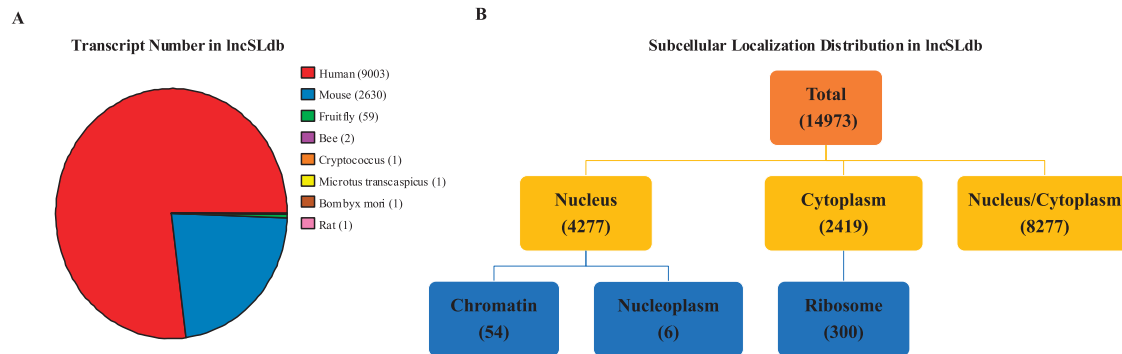 A
Transcript Number in lncSLdb
Human (9003)
Mouse (2630)
Fruitfly (59)
Bee (2)
Cryptococcus (1)
Microtus transcaspicus (1)
Bombyx mori (1)
Rat (1)
B
Subcellular Localization Distribution in lncSLdb
Total
(14973)
Nucleus
(4277)
Cytoplasm
(2419)
Nucleus/Cytoplasm
(8277)
Chromatin
(54)
Nucleoplasm
(6)
Ribosome
(300)